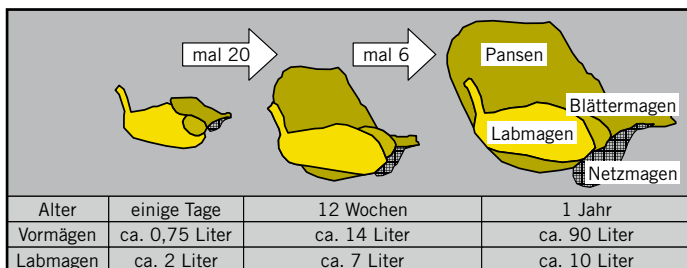 mal 20
mal 6
Pansen
Blättermagen
Labmagen
Netzmagen
Alter einige Tage 12 Wochen 1 Jahr
Vormägen ca. 0,75 Liter ca. 14 Liter ca. 90 Liter
Labmagen ca. 2 Liter ca. 7 Liter ca. 10 Liter